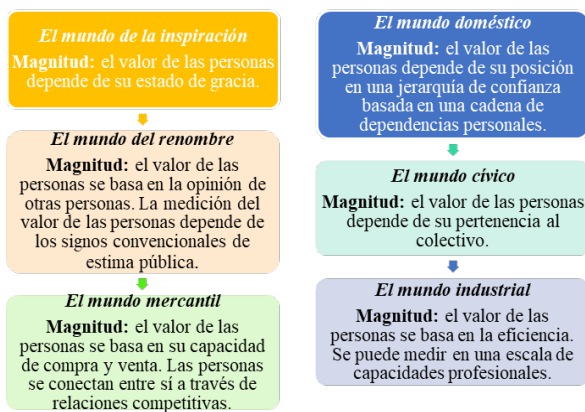 El mundo de la inspiración
Magnitud: el valor de las personas
depende de su estado de gracia.
El mundo del renombre
Magnitud: el valor de las
personas se basa en la opinión de
otras personas. La medición del
valor de las personas depende de
los signos convencionales de
estima pública.
El mundo mercantil
Magnitud: el valor de las
personas se basa en su capacidad
de compra y venta. Las personas
se conectan entre sí a través de
relaciones competitivas.
El mundo doméstico
Magnitud: el valor de las
personas depende de su posición
en una jerarquía de confianza
basada en una cadena de
dependencias personales.
El mundo cívico
Magnitud: el valor de las personas
depende de su pertenencia al
colectivo.
El mundo industrial
Magnitud: el valor de las
personas se basa en la eficiencia.
Se puede medir en una escala de
capacidades profesionales.